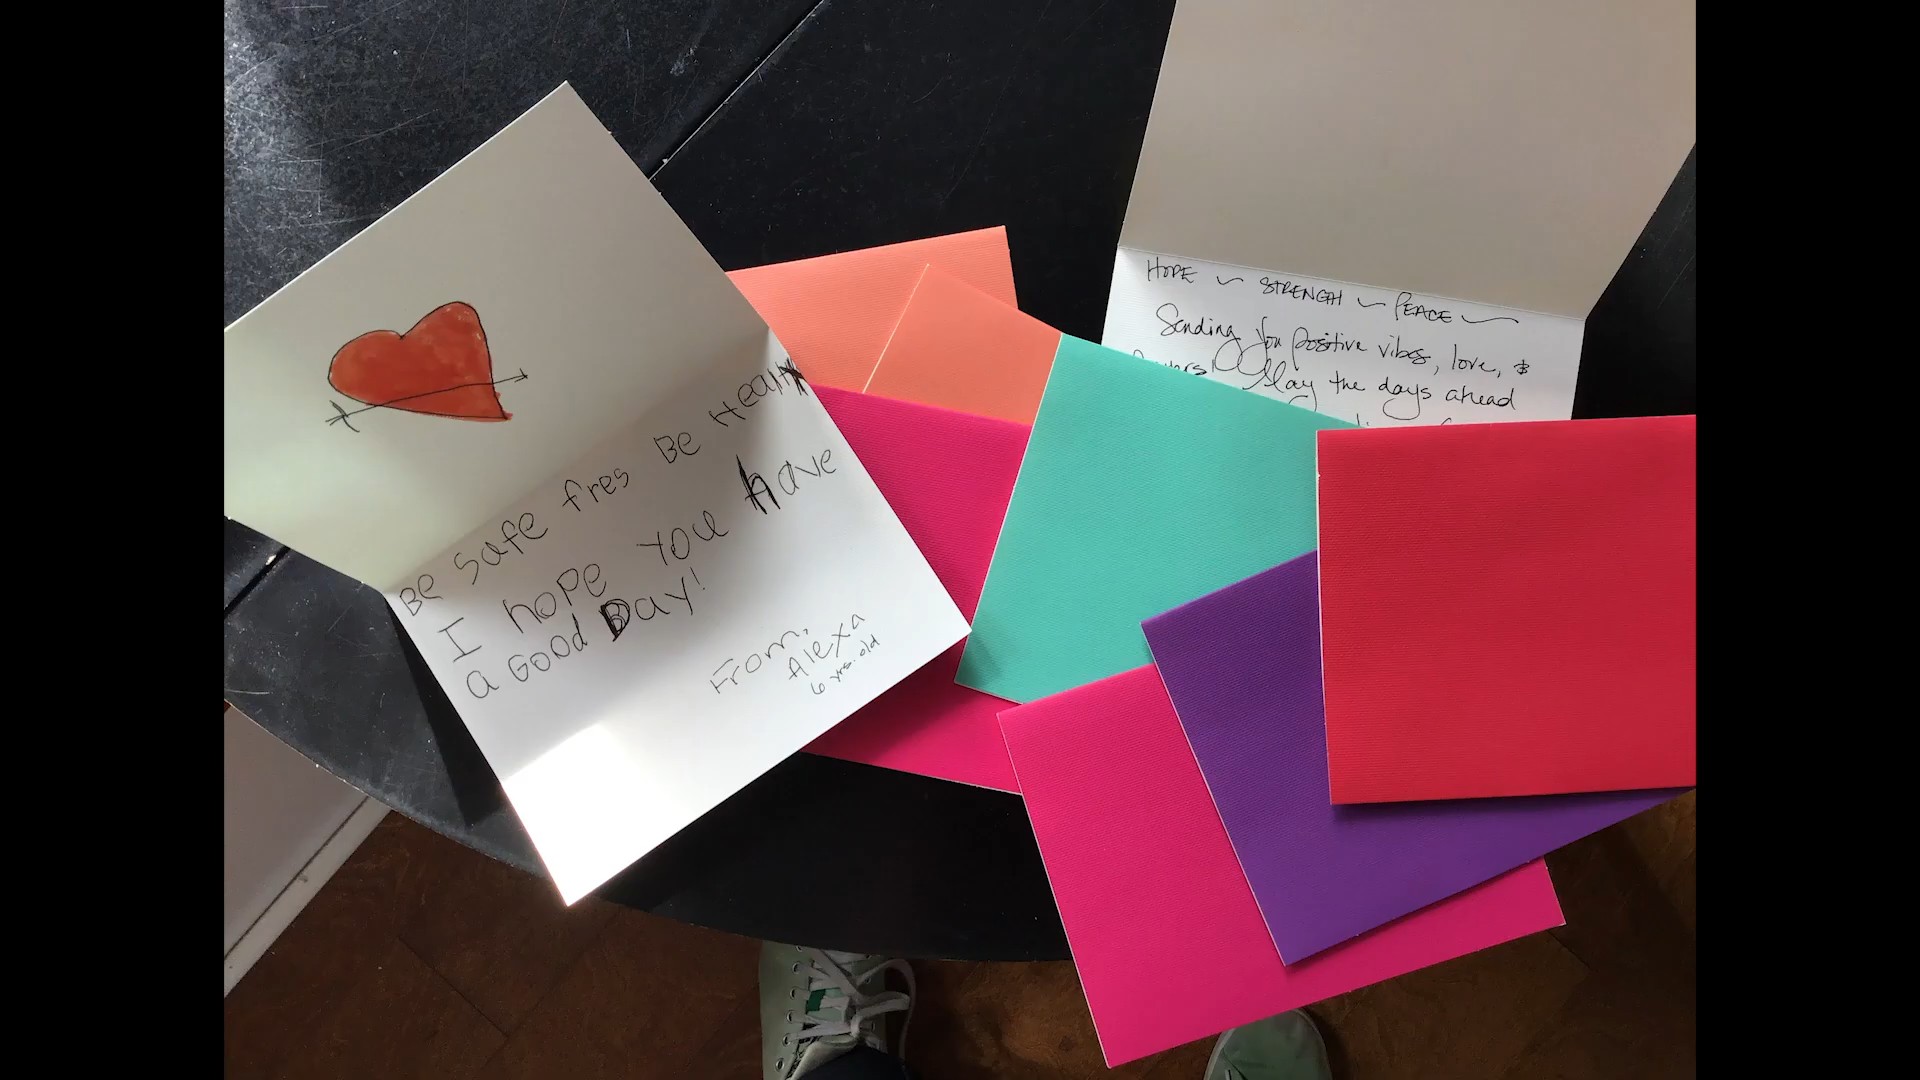 BE Safe fres BE Healthy
I hope You have
a GooD Day!
From,
Alexa
6 yrs. old
HOPE ~ STRENGTH ~ PEACE ~
Sending you positive vibes, love, &
May the days ahead